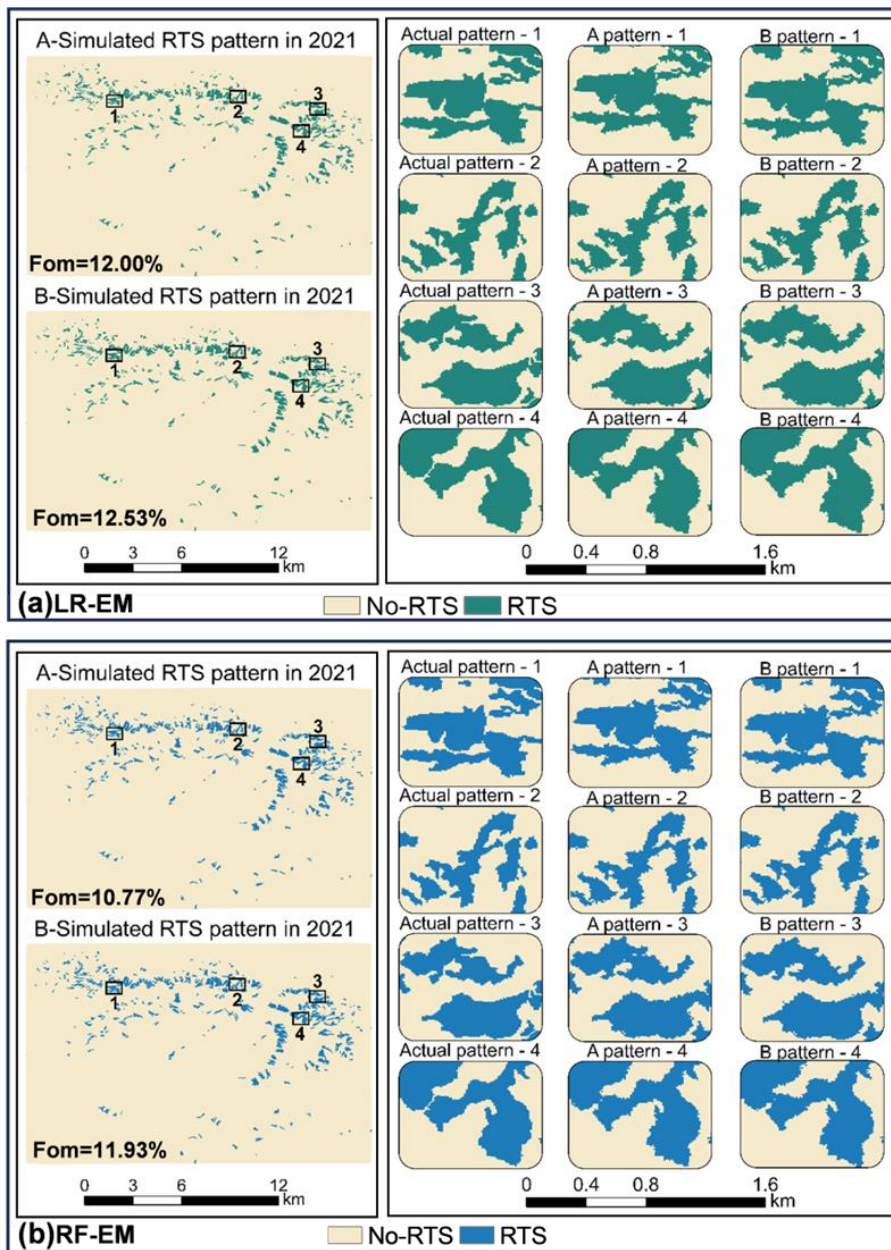 A-Simulated RTS pattern in 2021
1
2
3
4
Fom=12.00%
B-Simulated RTS pattern in 2021
1
2
3
4
Fom=12.53%
0 3 6 12
km
Actual pattern - 1 A pattern - 1 B pattern - 1
Actual pattern - 2 A pattern - 2 B pattern - 2
Actual pattern - 3 A pattern - 3 B pattern - 3
Actual pattern - 4 A pattern - 4 B pattern - 4
0 0.4 0.8 1.6
km
(a)LR-EM
No-RTS RTS
A-Simulated RTS pattern in 2021
1
2
3
4
Fom=10.77%
B-Simulated RTS pattern in 2021
1
2
3
4
Fom=11.93%
0 3 6 12
km
Actual pattern - 1 A pattern - 1 B pattern - 1
Actual pattern - 2 A pattern - 2 B pattern - 2
Actual pattern - 3 A pattern - 3 B pattern - 3
Actual pattern - 4 A pattern - 4 B pattern - 4
0 0.4 0.8 1.6
km
(b)RF-EM
No-RTS RTS